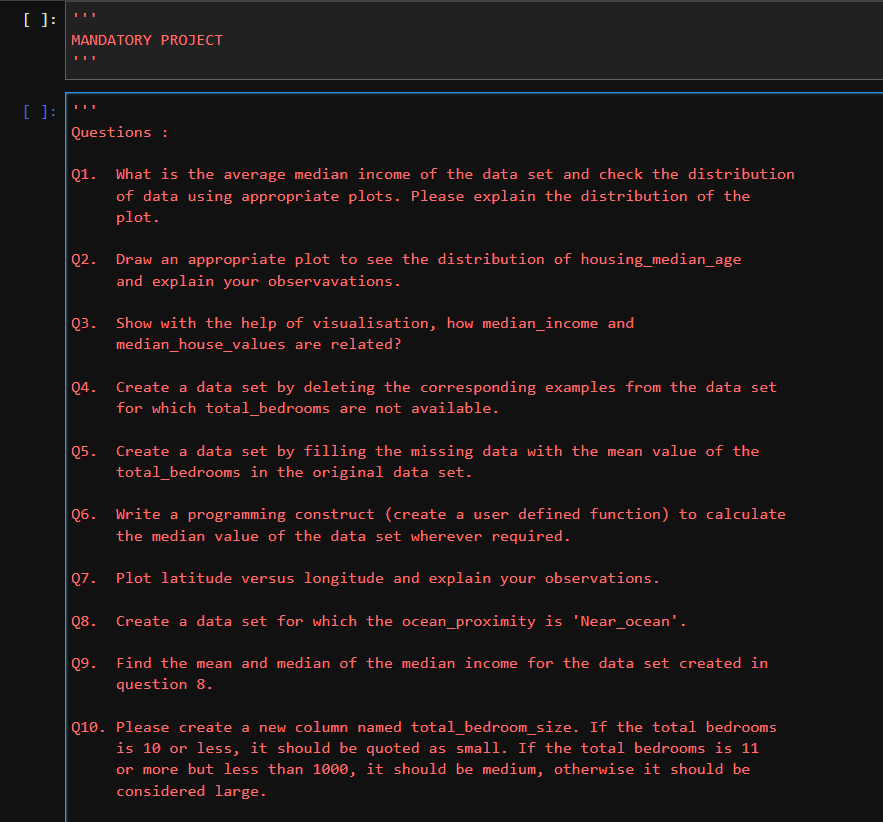 [ ]: '''
MANDATORY PROJECT
'''
[ ]: '''
Questions :
Q1. What is the average median income of the data set and check the distribution
of data using appropriate plots. Please explain the distribution of the
plot.
Q2. Draw an appropriate plot to see the distribution of housing_median_age
and explain your observavations.
Q3. Show with the help of visualisation, how median_income and
median_house_values are related?
Q4. Create a data set by deleting the corresponding examples from the data set
for which total_bedrooms are not available.
Q5. Create a data set by filling the missing data with the mean value of the
total_bedrooms in the original data set.
Q6. Write a programming construct (create a user defined function) to calculate
the median value of the data set wherever required.
Q7. Plot latitude versus longitude and explain your observations.
Q8. Create a data set for which the ocean_proximity is 'Near_ocean'.
Q9. Find the mean and median of the median income for the data set created in
question 8.
Q10. Please create a new column named total_bedroom_size. If the total bedrooms
is 10 or less, it should be quoted as small. If the total bedrooms is 11
or more but less than 1000, it should be medium, otherwise it should be
considered large.